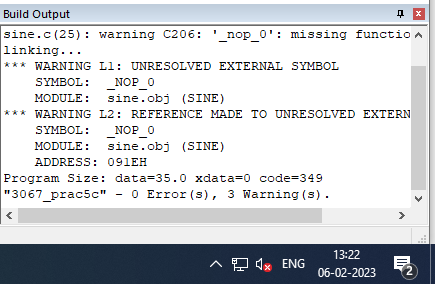 Build Output
sine.c(25): warning C206: '_nop_0': missing functio
linking...
*** WARNING L1: UNRESOLVED EXTERNAL SYMBOL
SYMBOL: _NOP_0
MODULE: sine.obj (SINE)
*** WARNING L2: REFERENCE MADE TO UNRESOLVED EXTERN
SYMBOL: _NOP_0
MODULE: sine.obj (SINE)
ADDRESS: 091EH
Program Size: data=35.0 xdata=0 code=349
"3067_prac5c" - 0 Error(s), 3 Warning(s).
ENG
13:22
06-02-2023
2